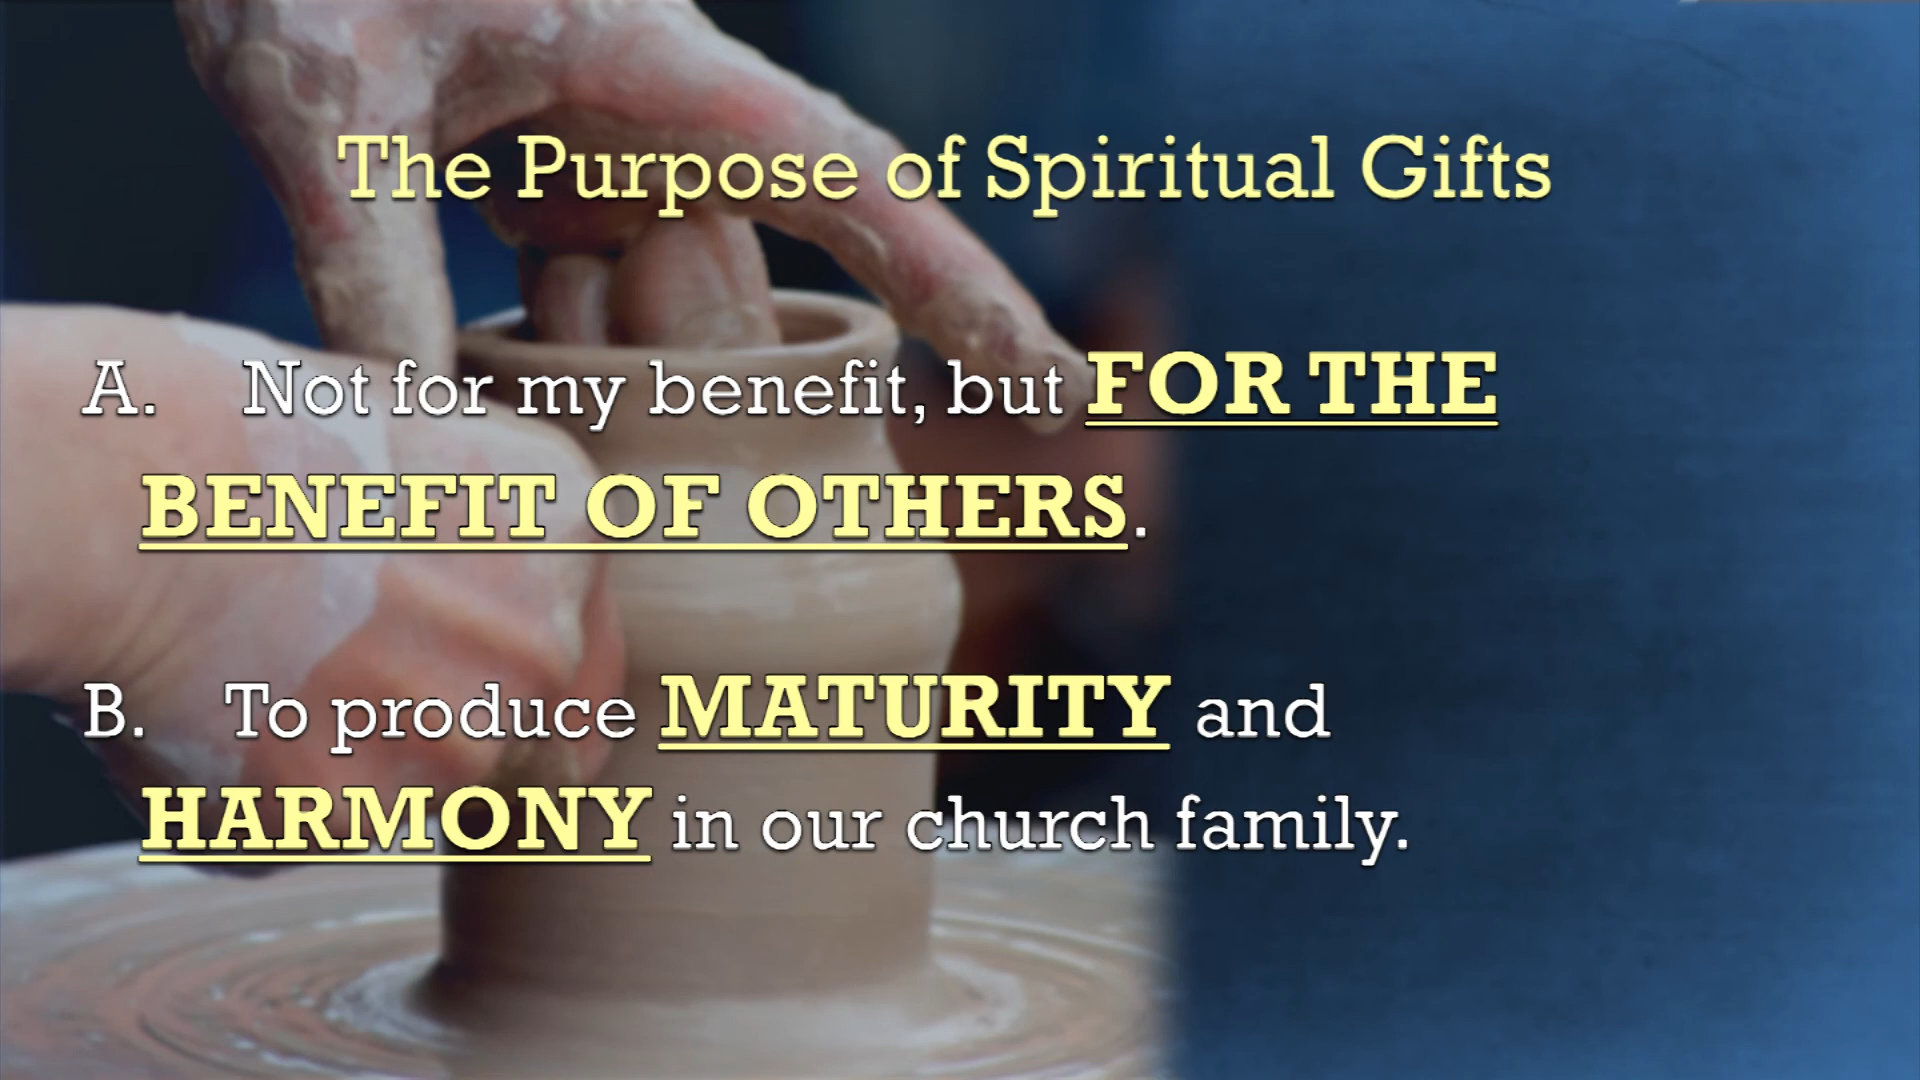 The Purpose of Spiritual Gifts
A. Not for my benefit, but FOR THE
BENEFIT OF OTHERS.
B. To produce MATURITY and
HARMONY in our church family.